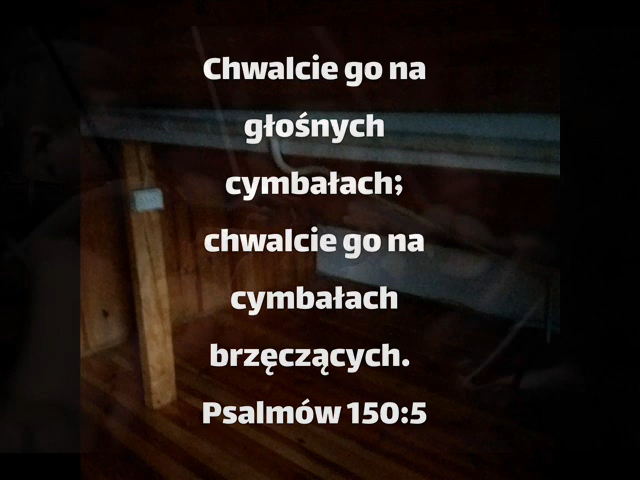 Chwalcie go na
głośnych
cymbałach;
chwalcie go na
cymbałach
brzęczących.
Psalmów 150:5